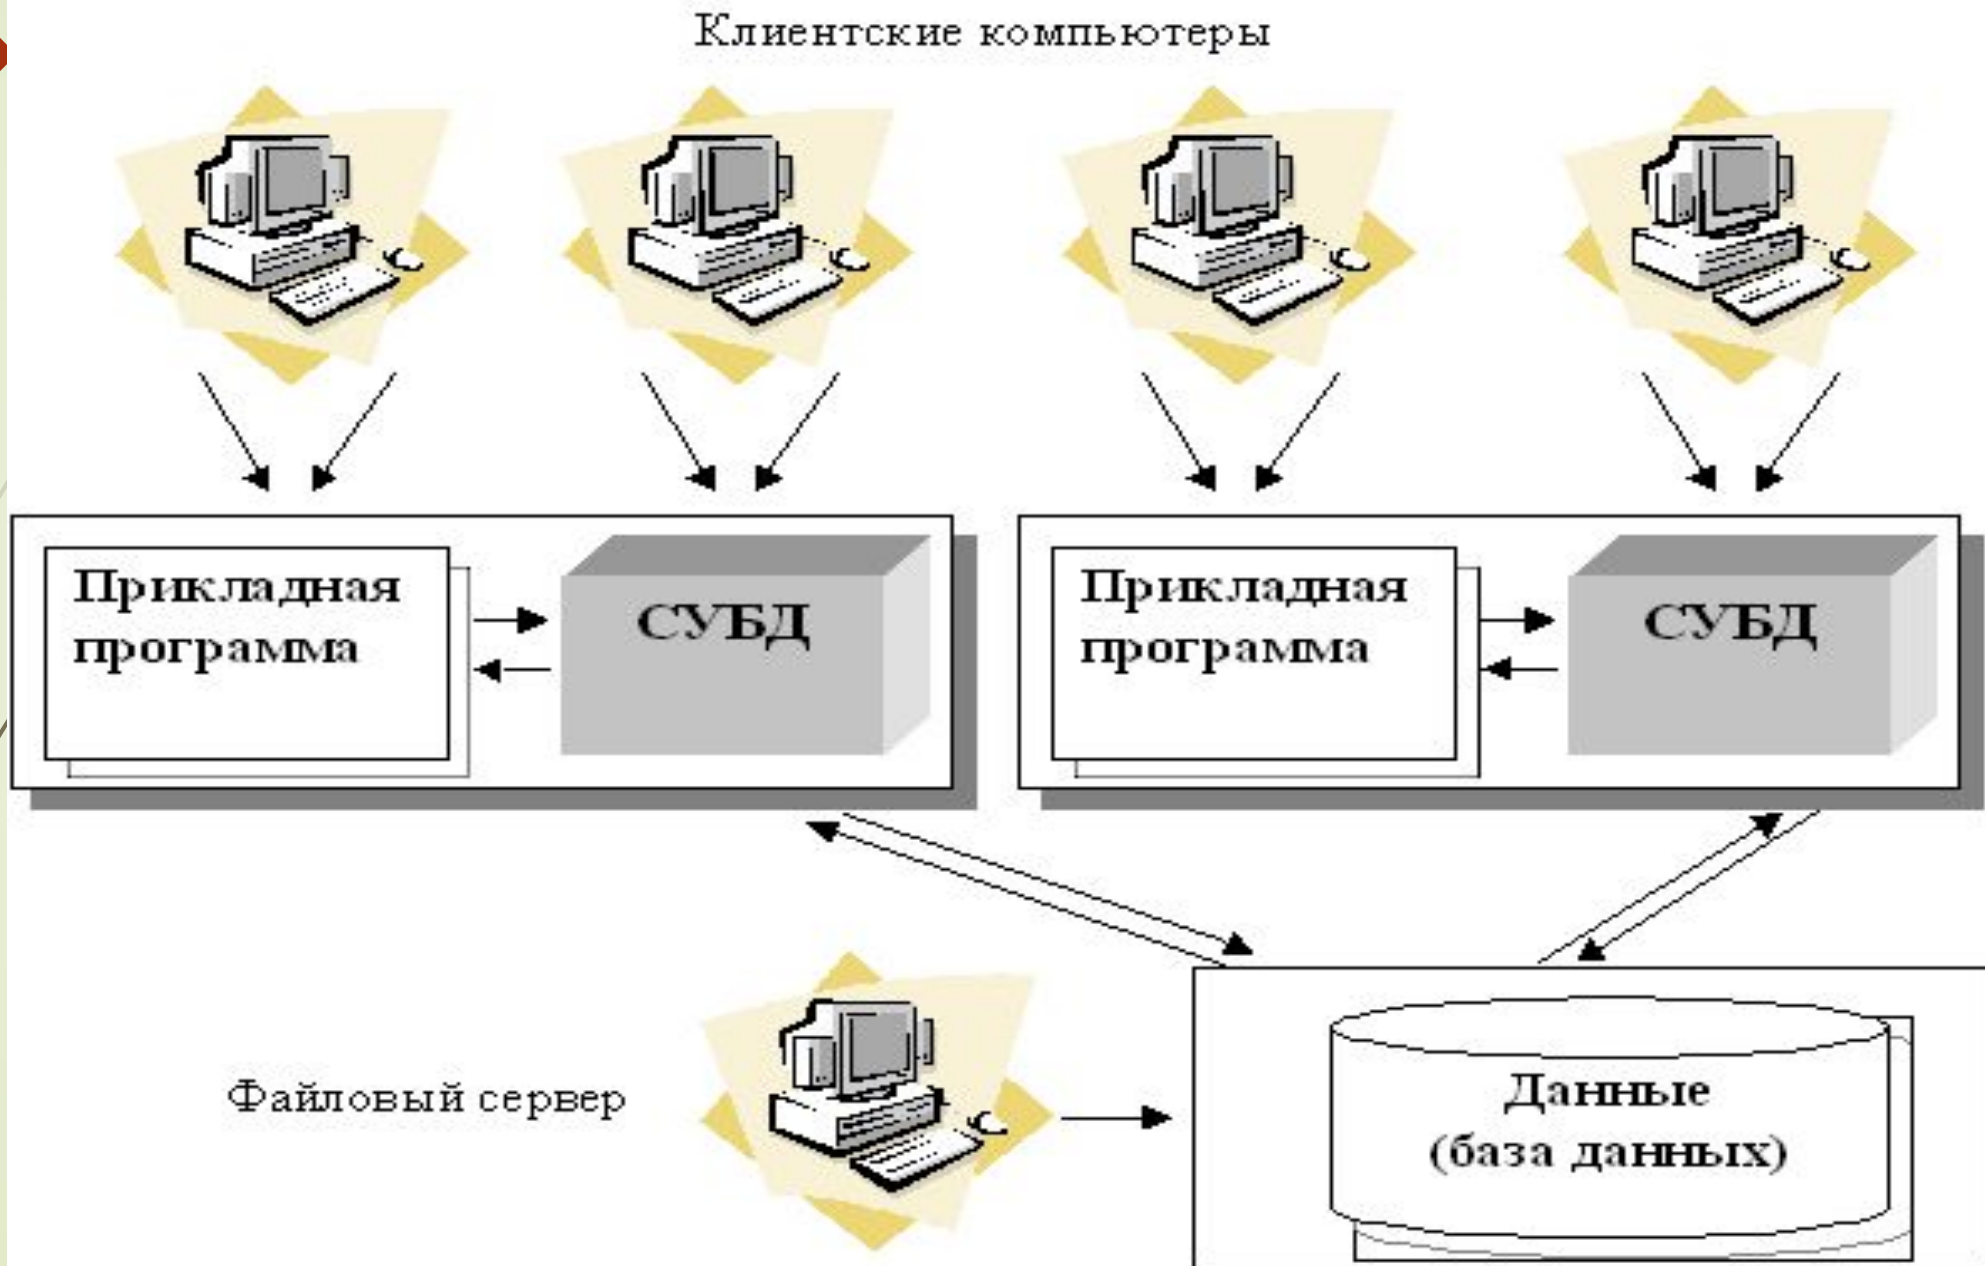 Клиентские компьютеры
Прикладная
программа
СУБД
Прикладная
программа
СУБД
Файловый сервер
Данные
(база данных)